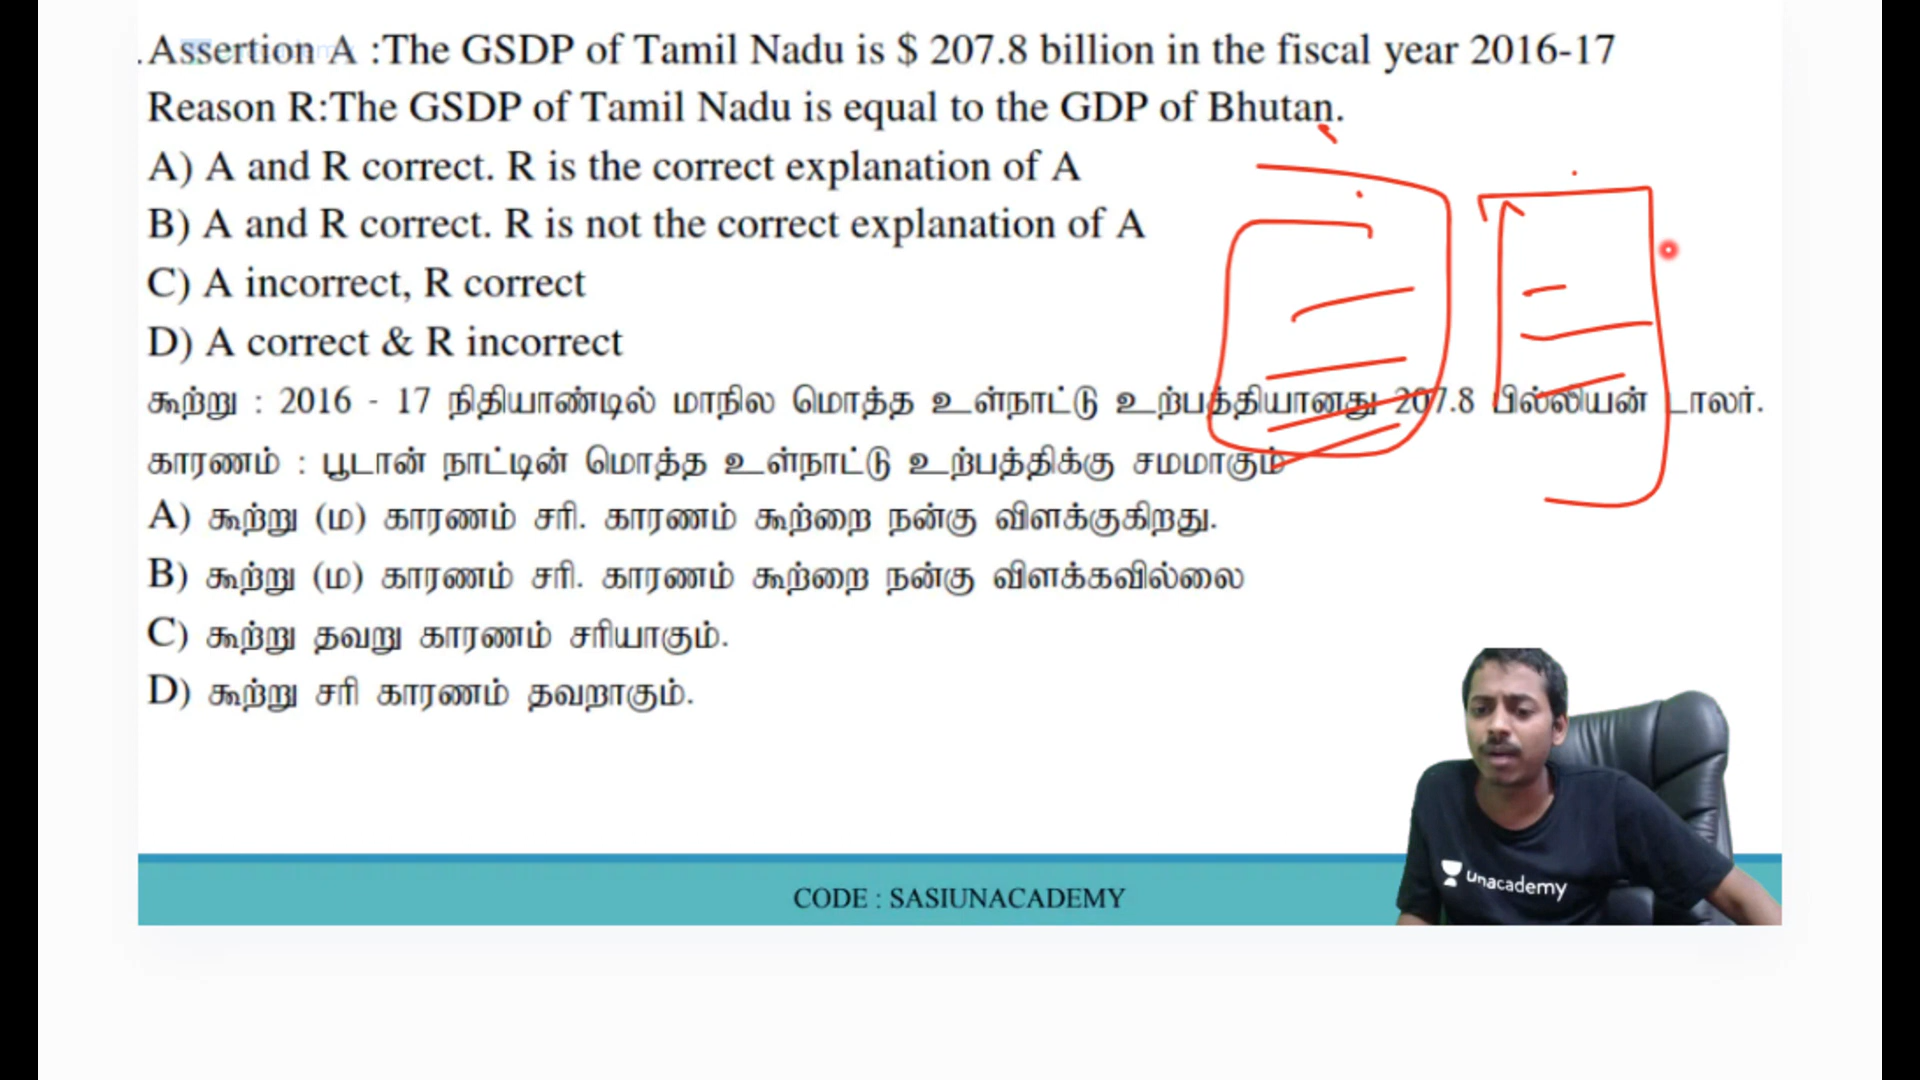 .Assertion A :The GSDP of Tamil Nadu is $ 207.8 billion in the fiscal year 2016-17
Reason R:The GSDP of Tamil Nadu is equal to the GDP of Bhutan.
A) A and R correct. R is the correct explanation of A
B) A and R correct. R is not the correct explanation of A
C) A incorrect, R correct
D) A correct & R incorrect
கூற்று : 2016 - 17 நிதியாண்டில் மாநில மொத்த உள்நாட்டு உற்பத்தியானது 207.8 பில்லியன் டாலர்.
காரணம் : பூடான் நாட்டின் மொத்த உள்நாட்டு உற்பத்திக்கு சமமாகும்
A) கூற்று (ம) காரணம் சரி. காரணம் கூற்றை நன்கு விளக்குகிறது.
B) கூற்று (ம) காரணம் சரி. காரணம் கூற்றை நன்கு விளக்கவில்லை
C) கூற்று தவறு காரணம் சரியாகும்.
D) கூற்று சரி காரணம் தவறாகும்.
unacademy
CODE : SASIUNACADEMY